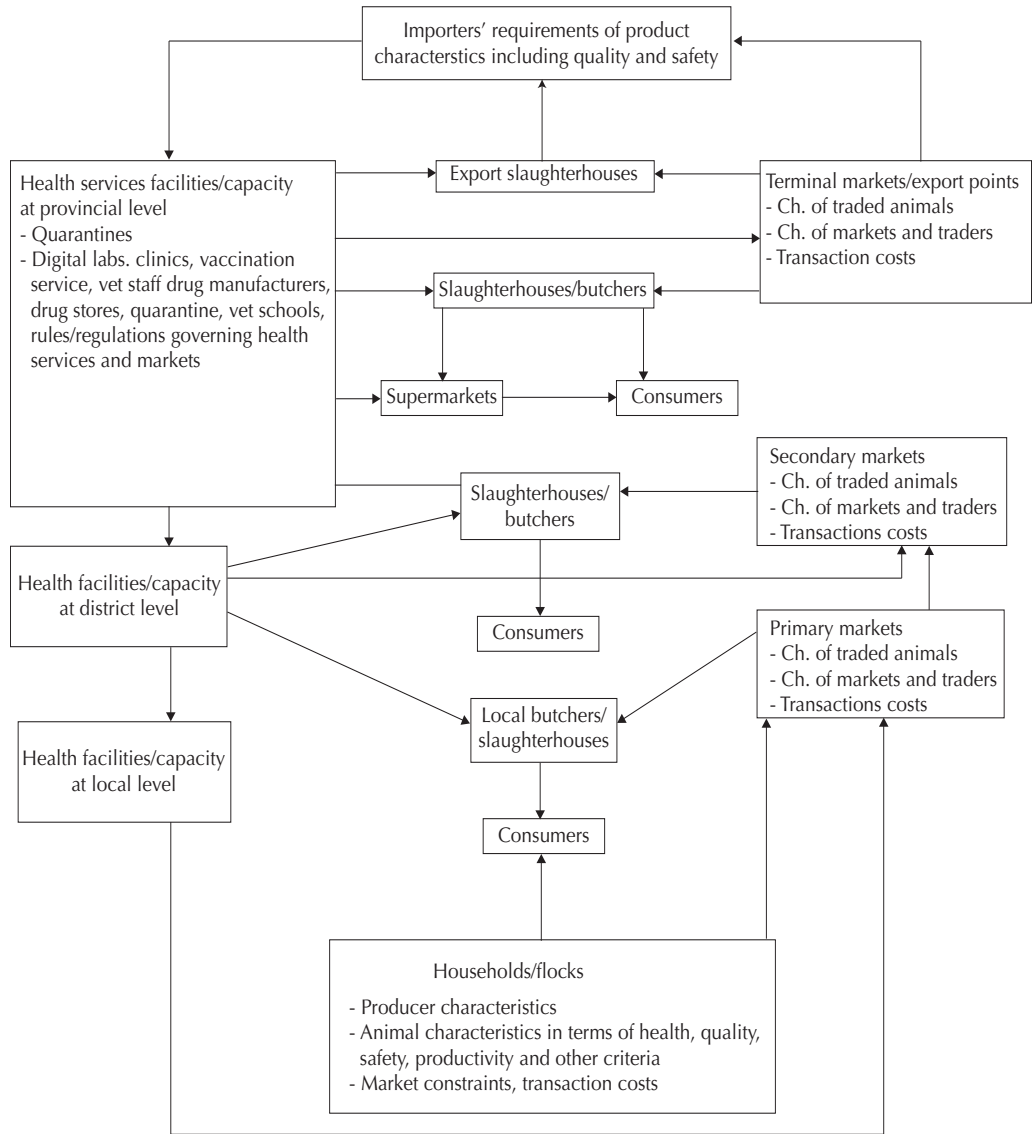 Importers' requirements of product
characterstics including quality and safety
Health services facilities/capacity
at provincial level
- Quarantines
- Digital labs. clinics, vaccination
service, vet staff drug manufacturers,
drug stores, quarantine, vet schools,
rules/regulations governing health
services and markets
Export slaughterhouses
Terminal markets/export points
- Ch. of traded animals
- Ch. of markets and traders
- Transaction costs
Slaughterhouses/butchers
Supermarkets
Consumers
Secondary markets
- Ch. of traded animals
- Ch. of markets and traders
- Transactions costs
Slaughterhouses/
butchers
Health facilities/capacity
at district level
Consumers
Primary markets
- Ch. of traded animals
- Ch. of markets and traders
- Transactions costs
Local butchers/
slaughterhouses
Health facilities/capacity
at local level
Consumers
Households/flocks
- Producer characteristics
- Animal characteristics in terms of health, quality,
safety, productivity and other criteria
- Market constraints, transaction costs